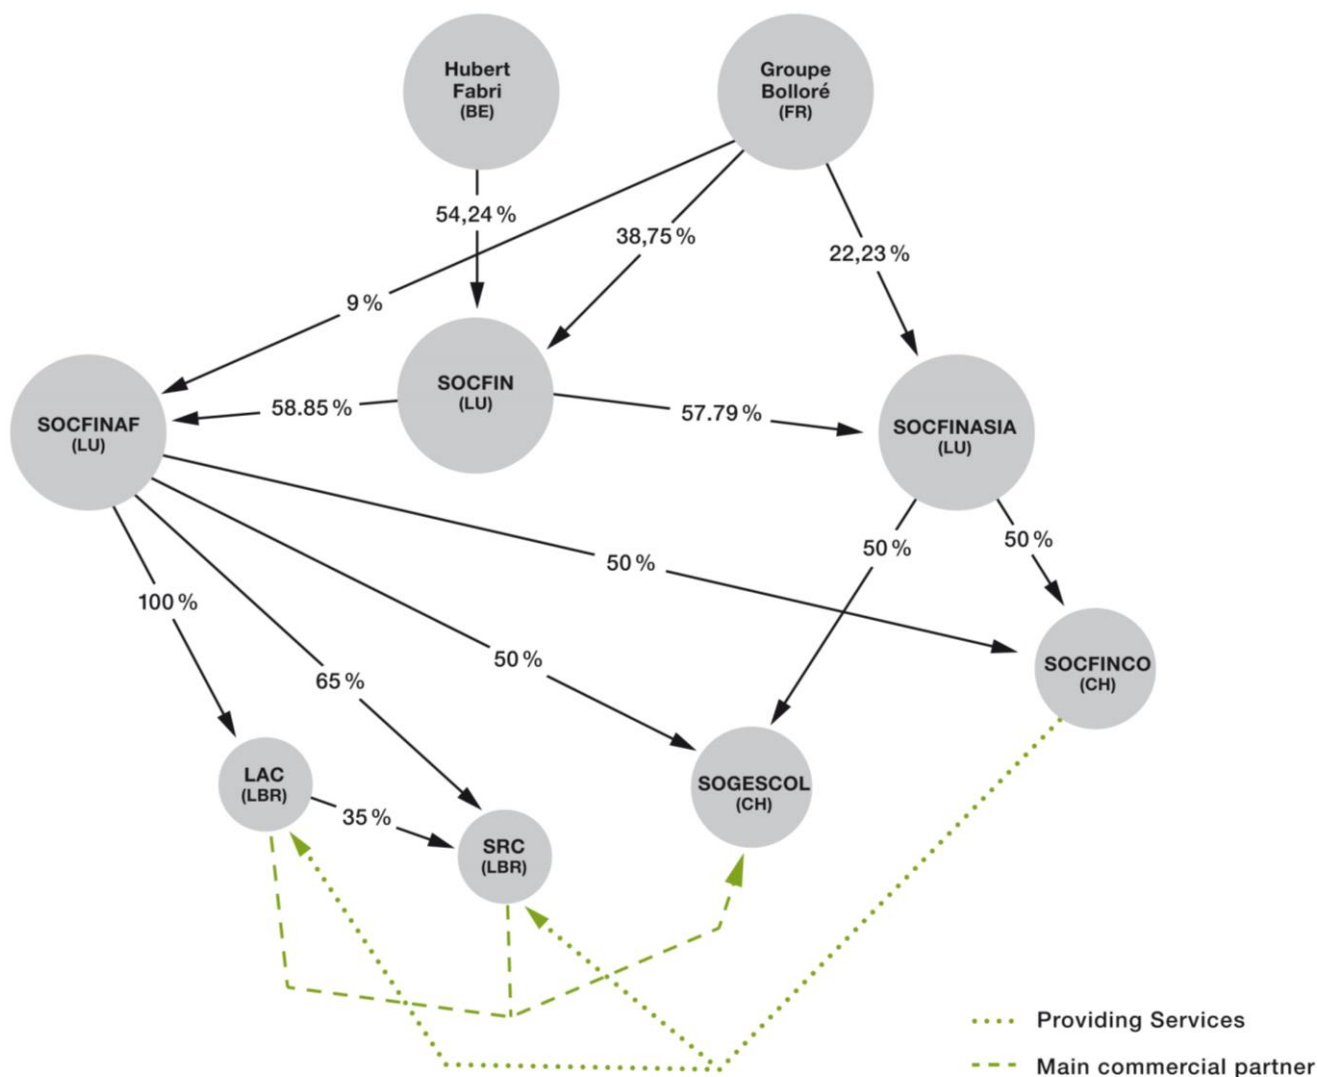 Hubert
Fabri
(BE)
Groupe
Bolloré
(FR)
54,24 %
38,75 %
22,23 %
9 %
SOCFIN
(LU)
58.85 %
57.79 %
SOCFINAF
(LU)
SOCFINASIA
(LU)
50 %
50 %
50 %
100 %
50 %
65 %
SOCFINCO
(CH)
LAC
(LBR)
35 %
SOGESCOL
(CH)
SRC
(LBR)
Providing Services
Main commercial partner